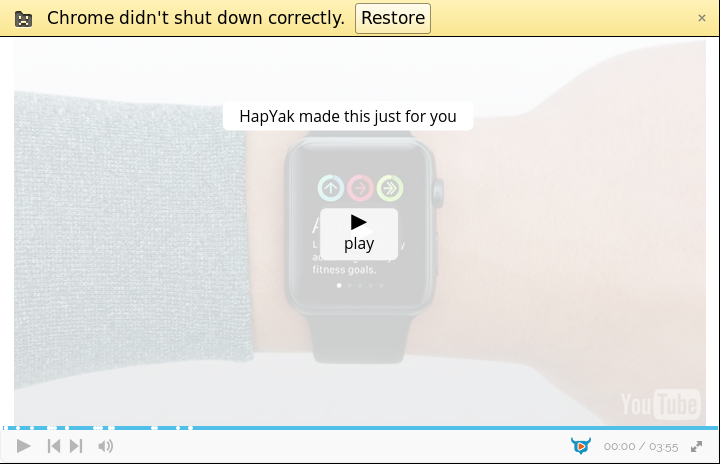 Chrome didn't shut down correctly. Restore ×
HapYak made this just for you
play
fitness goals.
YouTube
00:00 / 03:55